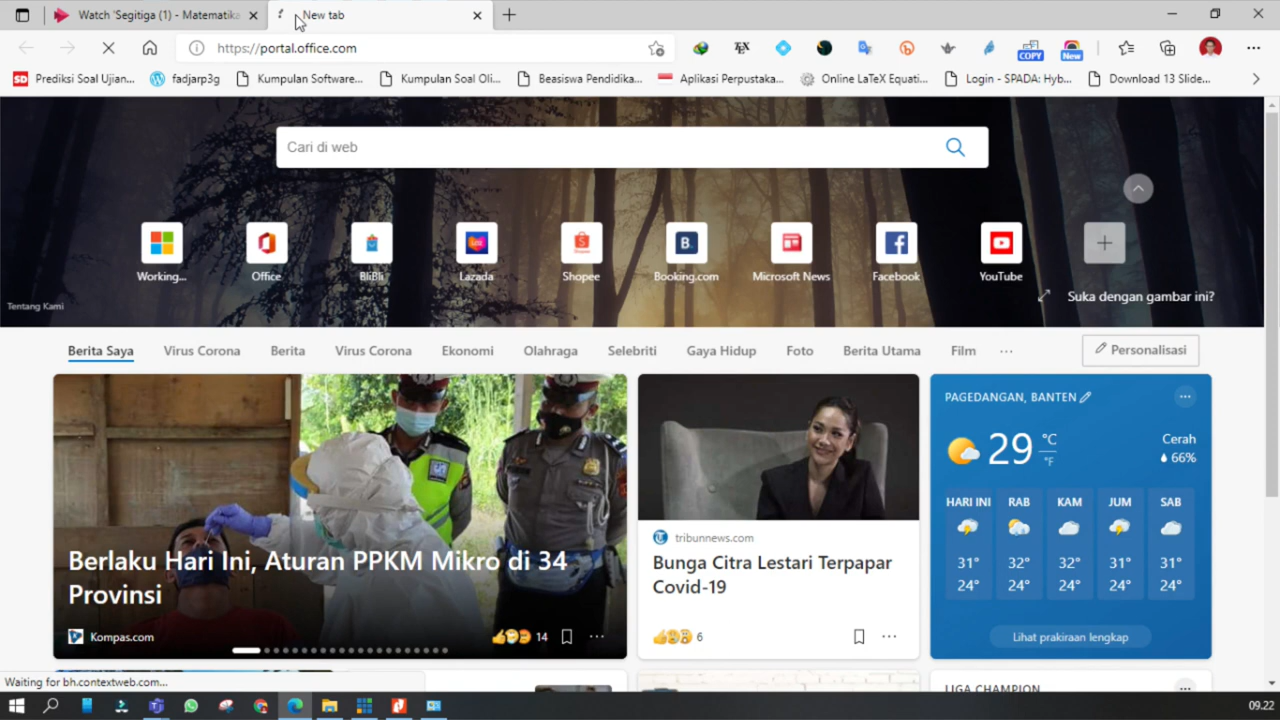 Watch 'Segitiga (1) - Matematika
New tab
https://portal.office.com
COPY
New
Prediksi Soal Ujian...
fadjarp3g
Kumpulan Software...
Kumpulan Soal Oli...
Beasiswa Pendidika...
Aplikasi Perpustaka...
Online LaTeX Equati...
Login - SPADA: Hyb...
Download 13 Slide...
Cari di web
Working...
Office
BliBli
Lazada
Shopee
Booking.com
Microsoft News
Facebook
YouTube
Tentang Kami
Suka dengan gambar ini?
Berita Saya
Virus Corona
Berita
Virus Corona
Ekonomi
Olahraga
Selebriti
Gaya Hidup
Foto
Berita Utama
Film
Personalisasi
Berlaku Hari Ini, Aturan PPKM Mikro di 34
Provinsi
Kompas.com
14
tribunnews.com
Bunga Citra Lestari Terpapar
Covid-19
6
PAGEDANGAN, BANTEN
29 °C
°F
Cerah
66%
HARI INI RAB KAM JUM SAB
31° 32° 32° 31° 31°
24° 24° 24° 24° 24°
Lihat prakiraan lengkap
LIGA CHAMPION
Waiting for bh.contextweb.com...
09.22